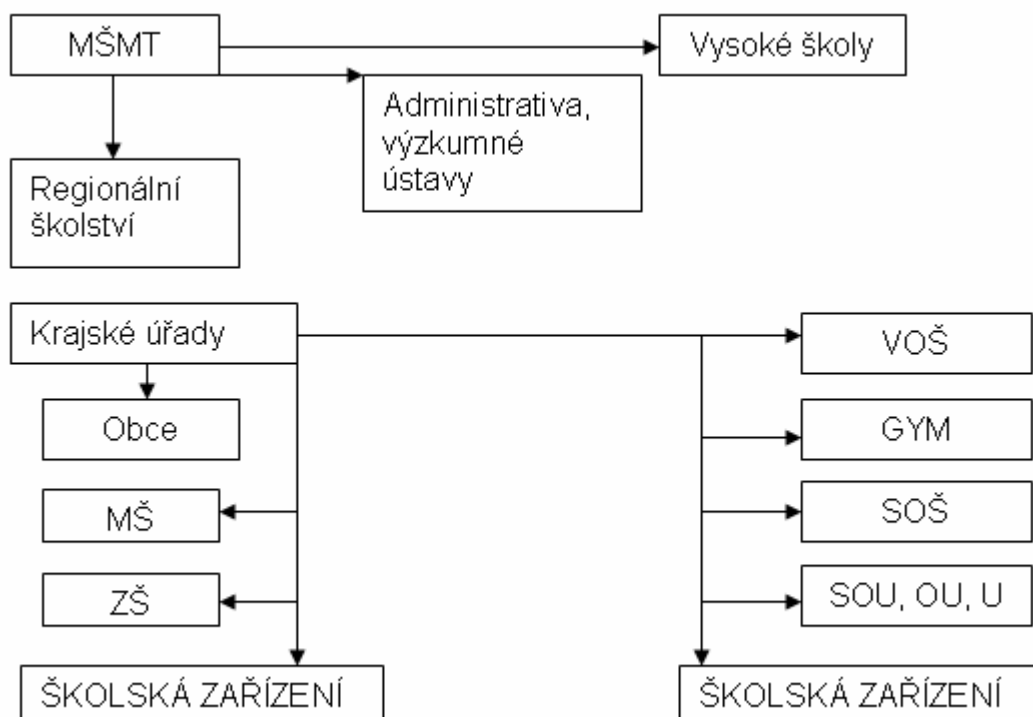 MŠMT
Vysoké školy
Administrativa,
výzkumné
ústavy
Regionální
školství
Krajské úřady
VOŠ
Obce
GYM
MŠ
SOŠ
ZŠ
SOU, OU, U
ŠKOLSKÁ ZAŘÍZENÍ
ŠKOLSKÁ ZAŘÍZENÍ